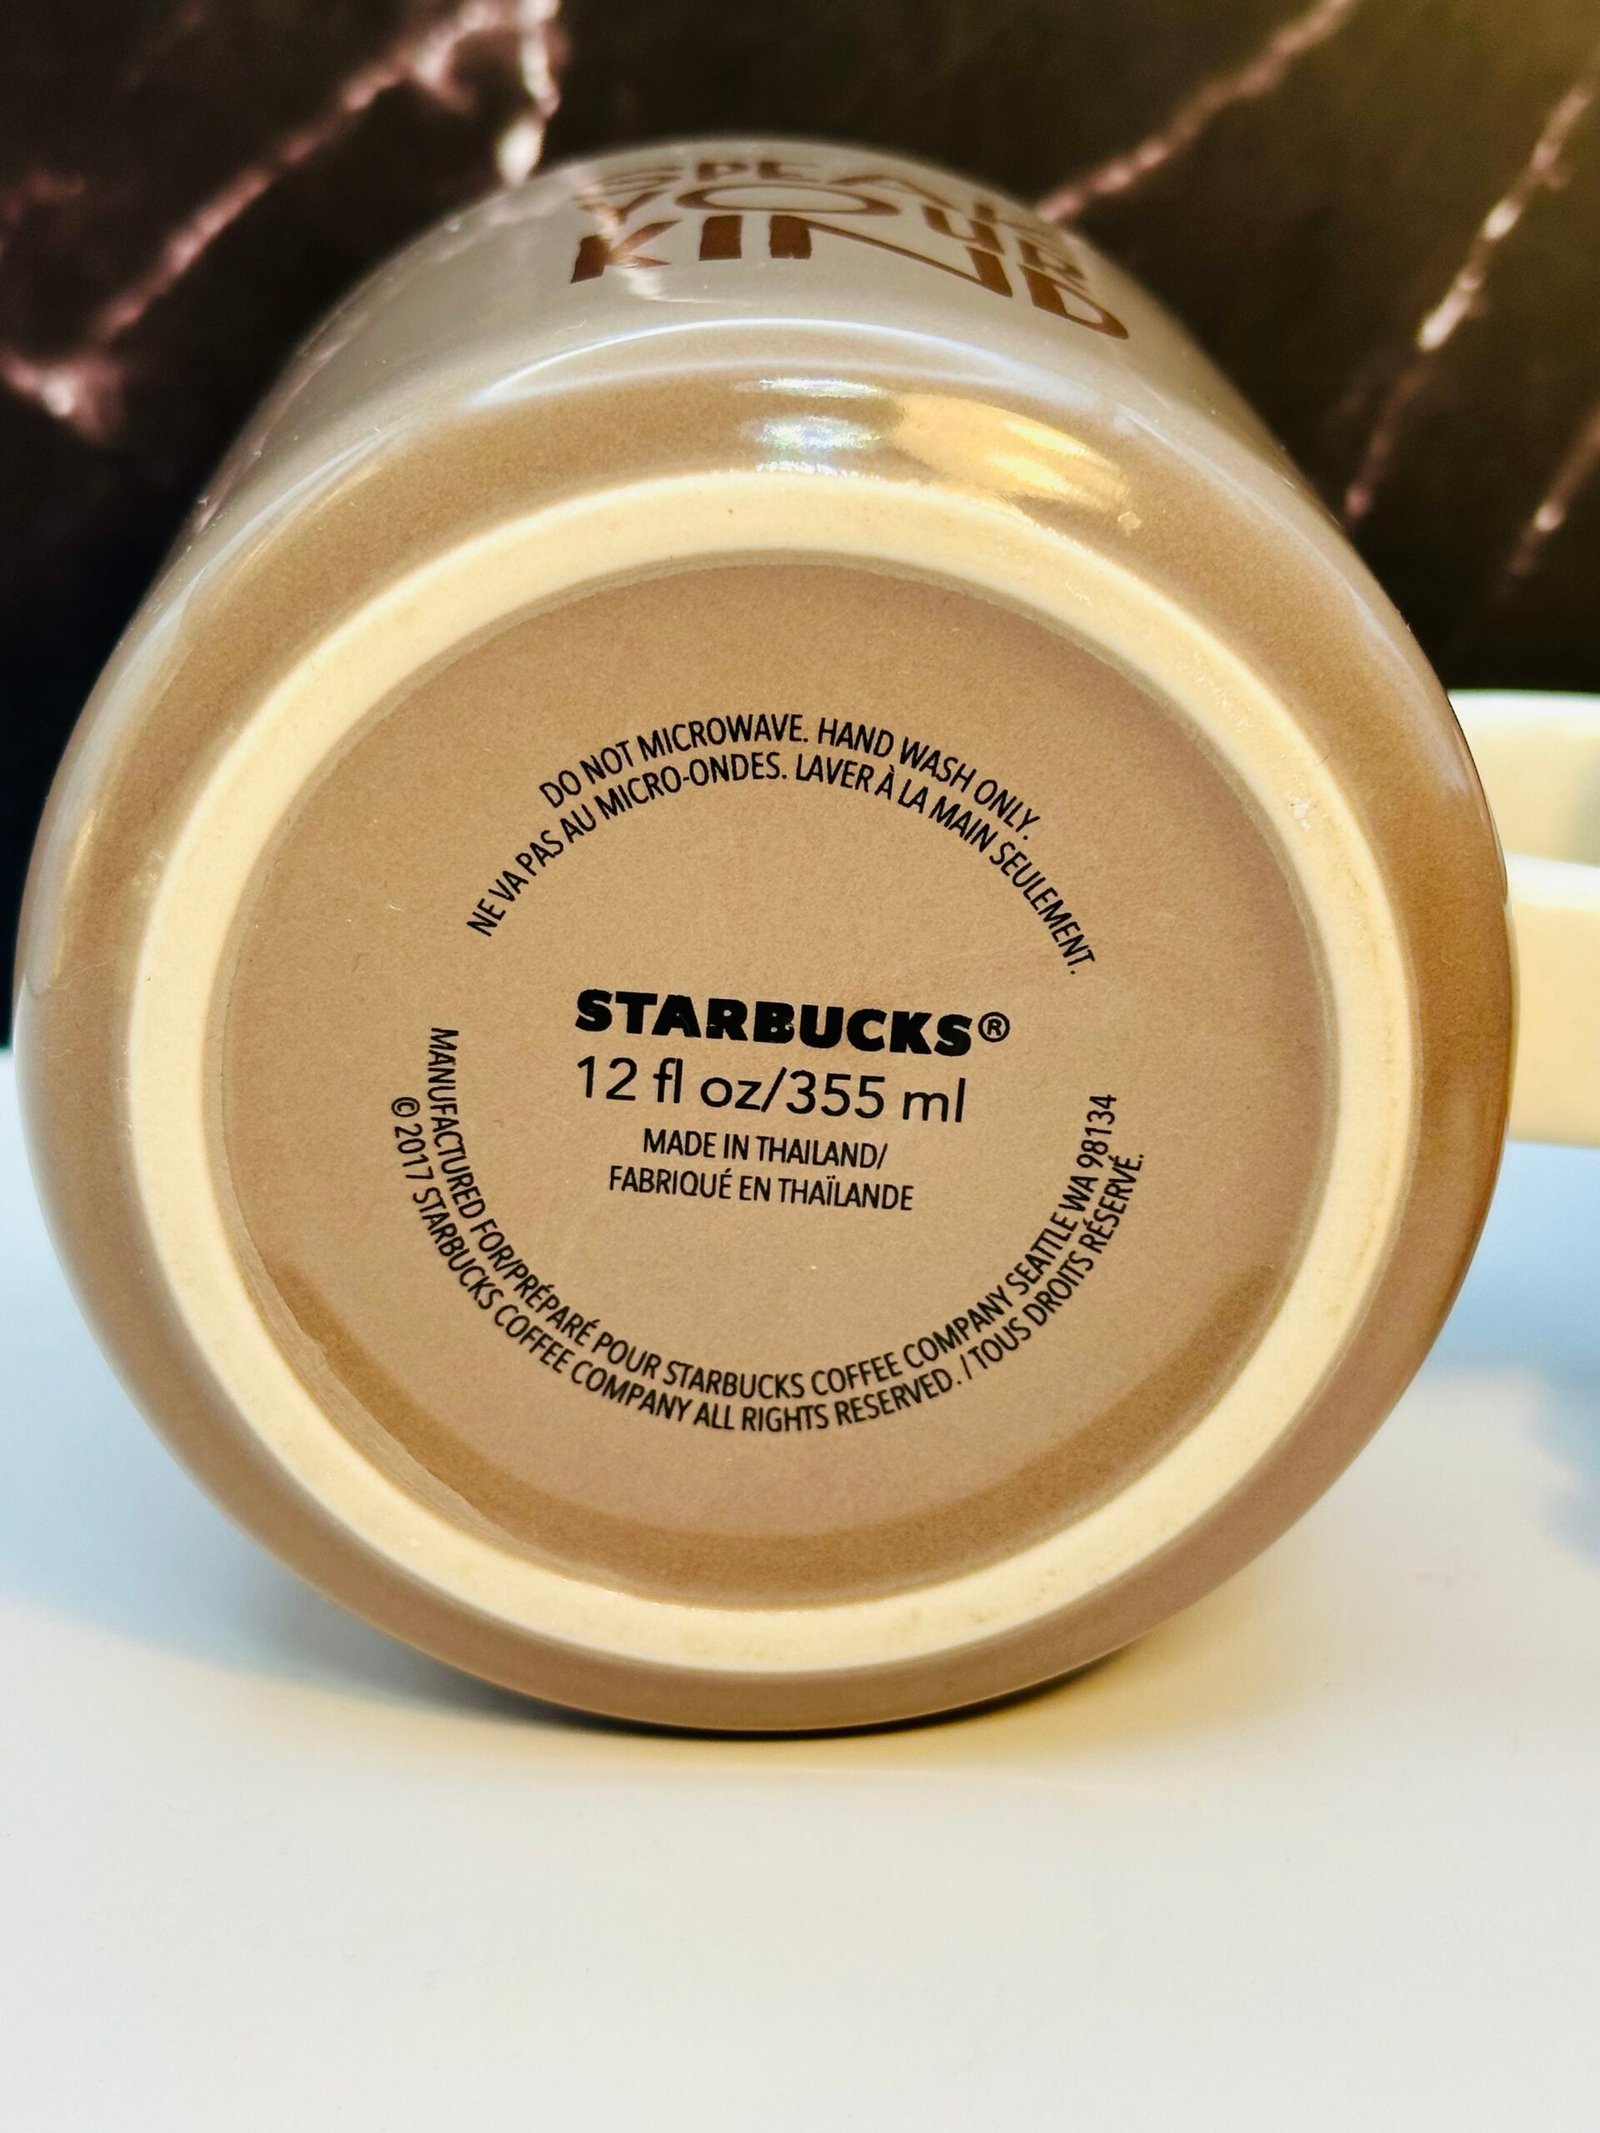 SPEAK
YOUR
KIND
DO NOT MICROWAVE. HAND WASH ONLY.
NE VA PAS AU MICRO-ONDES. LAVER À LA MAIN SEULEMENT.
STARBUCKS®
12 fl oz/355 ml
MADE IN THAILAND/
FABRIQUÉ EN THAÏLANDE
MANUFACTURED FOR/PRÉPARÉ POUR STARBUCKS COFFEE COMPANY SEATTLE WA 98134
© 2017 STARBUCKS COFFEE COMPANY ALL RIGHTS RESERVED. / TOUS DROITS RÉSERVÉ.